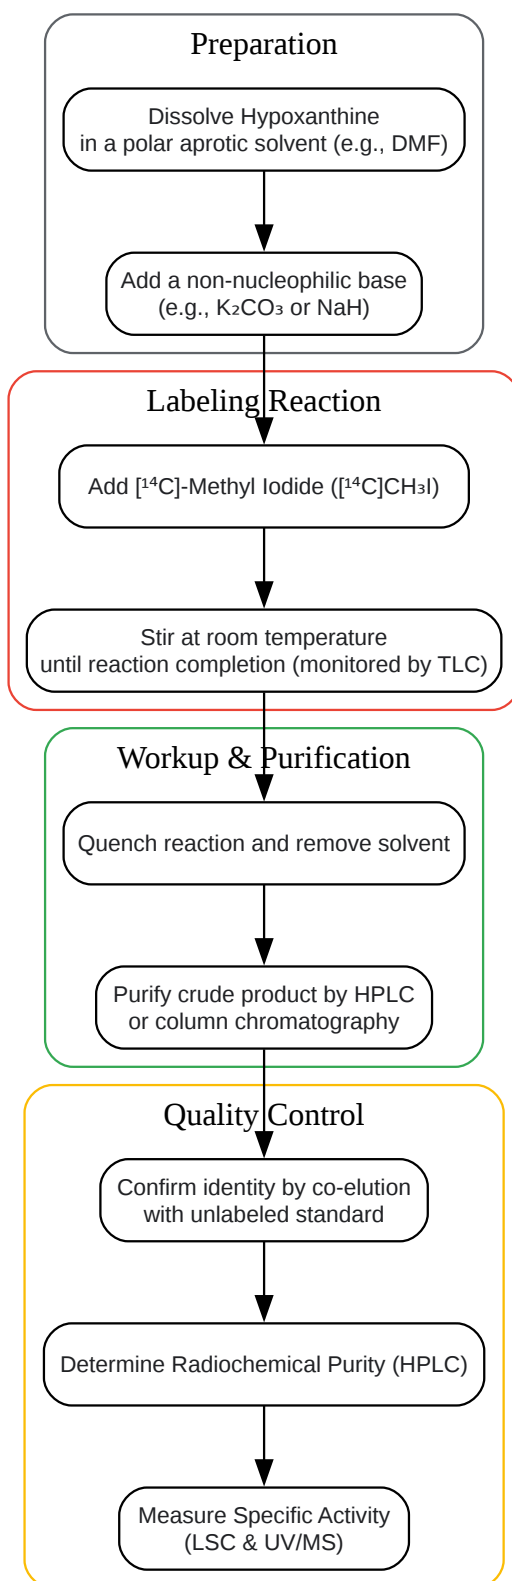 Preparation
Dissolve Hypoxanthine
in a polar aprotic solvent (e.g., DMF)
Add a non-nucleophilic base
(e.g., K₂CO₃ or NaH)
Labeling Reaction
Add [¹⁴C]-Methyl Iodide ([¹⁴C]CH₃I)
Stir at room temperature
until reaction completion (monitored by TLC)
Workup & Purification
Quench reaction and remove solvent
Purify crude product by HPLC
or column chromatography
Quality Control
Confirm identity by co-elution
with unlabeled standard
Determine Radiochemical Purity (HPLC)
Measure Specific Activity
(LSC & UV/MS)